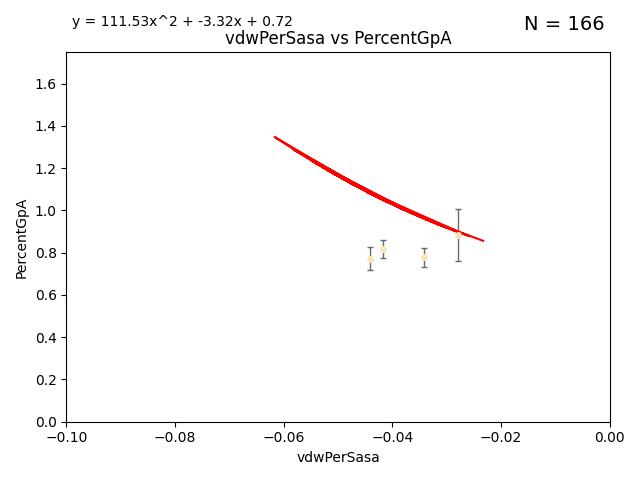 y = 111.53x^2 + -3.32x + 0.72
N = 166
vdwPerSasa vs PercentGpA
PercentGpA
1.6
1.4
1.2
1.0
0.8
0.6
0.4
0.2
0.0
−0.10 −0.08 −0.06 −0.04 −0.02 0.00
vdwPerSasa